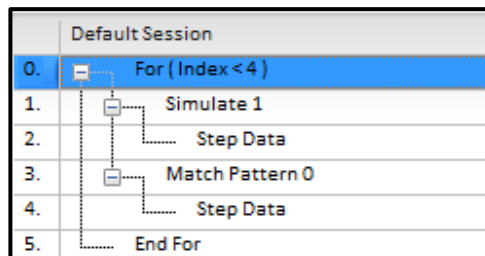 Default Session
0. For ( Index < 4 )
1. Simulate 1
2. Step Data
3. Match Pattern 0
4. Step Data
5. End For